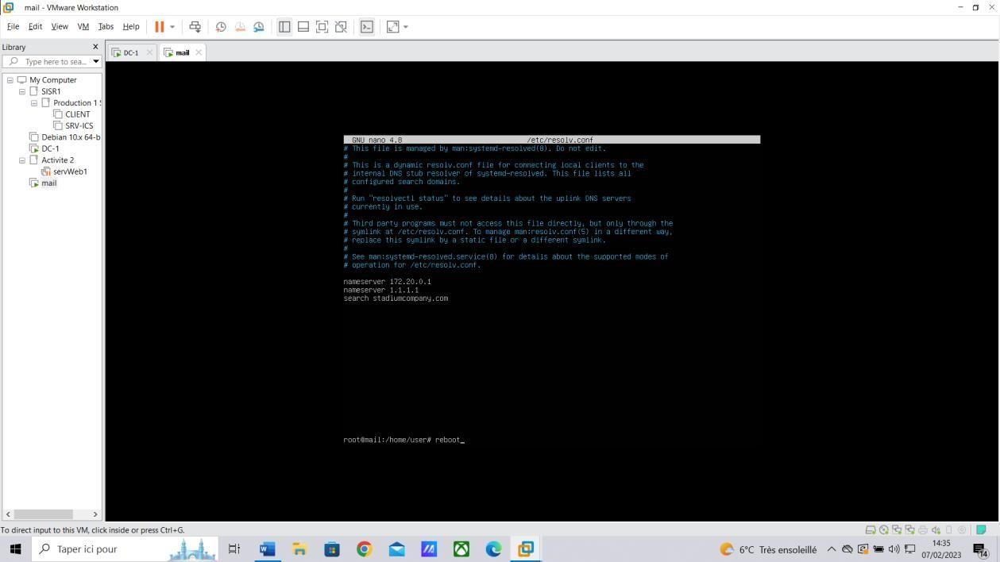 mail - VMware Workstation
File Edit View VM Tabs Help
Library
Type here to sea...
My Computer
SISR1
Production 1
CLIENT
SRV-ICS
Debian 10.x 64-b
DC-1
Activite 2
servWeb1
mail
DC-1
mail
GNU nano 4.8 /etc/resolv.conf
# This file is managed by man:systemd-resolved(8). Do not edit.
#
# This is a dynamic resolv.conf file for connecting local clients to the
# internal DNS stub resolver of systemd-resolved. This file lists all
# configured search domains.
#
# Run "resolvectl status" to see details about the uplink DNS servers
# currently in use.
#
# Third party programs must not access this file directly, but only through the
# symlink at /etc/resolv.conf. To manage man:resolv.conf(5) in a different way,
# replace this symlink by a static file or a different symlink.
#
# See man:systemd-resolved.service(8) for details about the supported modes of
# operation for /etc/resolv.conf.
nameserver 172.20.0.1
nameserver 1.1.1.1
search stadiumcompany.com
root@mail:/home/user# reboot_
To direct input to this VM, click inside or press Ctrl+G.
Taper ici pour
6°C Très ensoleillé
14:35
07/02/2023
14